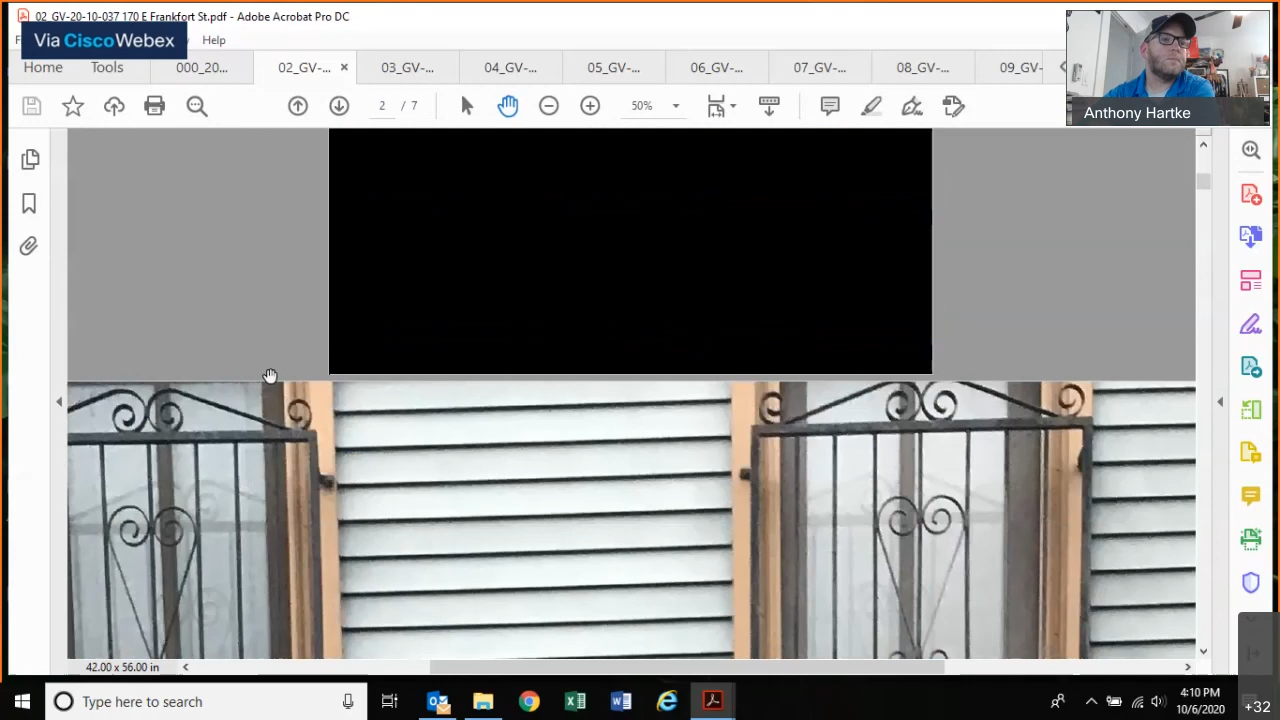 02_GV-20-10-037 170 E Frankfort St.pdf - Adobe Acrobat Pro DC
Via CiscoWebex
Help
Home Tools 000_20... 02_GV-... × 03_GV-... 04_GV-... 05_GV-... 06_GV-... 07_GV-... 08_GV-... 09_GV-
2 / 7 50%
Anthony Hartke
42.00 x 56.00 in
Type here to search
4:10 PM
10/6/2020
+32